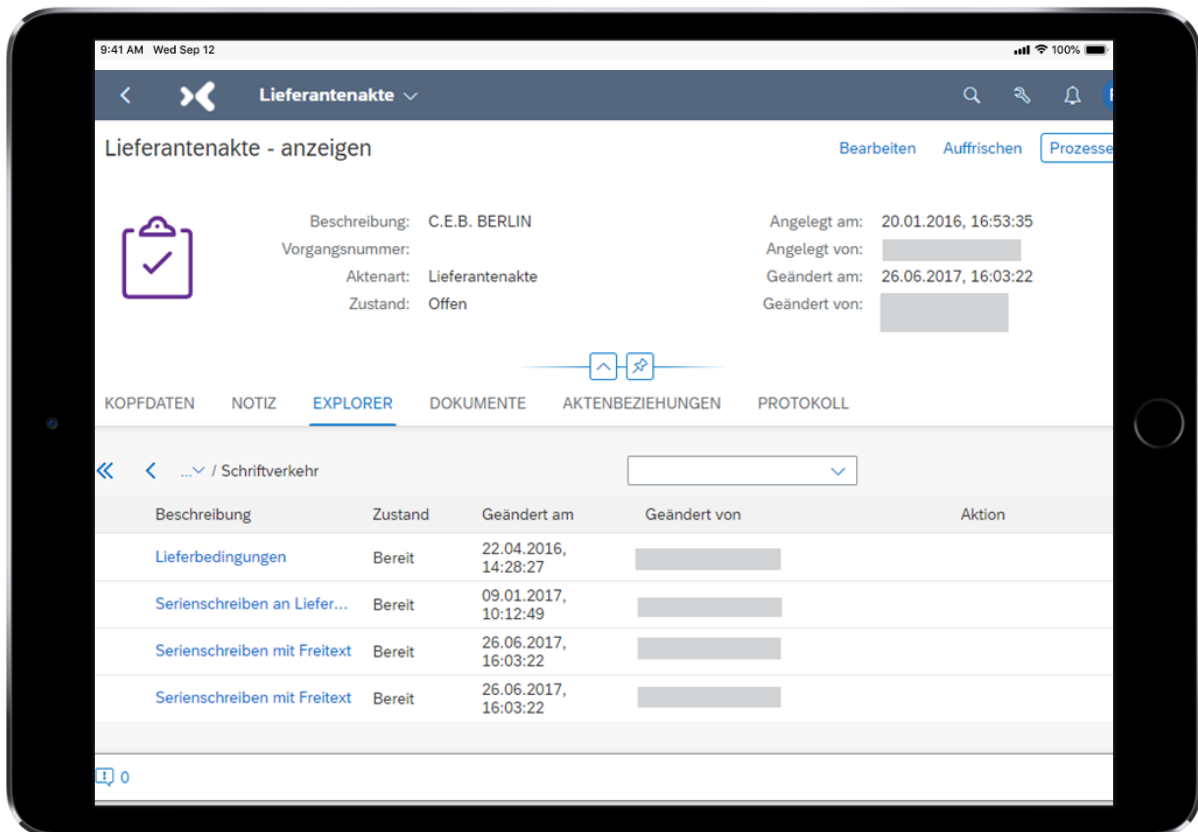 9:41 AM Wed Sep 12
100%
Lieferantenakte
Lieferantenakte - anzeigen
Bearbeiten Auffrischen Prozesse
Beschreibung: C.E.B. BERLIN
Angelegt am: 20.01.2016, 16:53:35
Vorgangsnummer:
Angelegt von:
Aktenart: Lieferantenakte
Geändert am: 26.06.2017, 16:03:22
Zustand: Offen
Geändert von:
KOPFDATEN NOTIZ EXPLORER DOKUMENTE AKTENBEZIEHUNGEN PROTOKOLL
... / Schriftverkehr
Beschreibung Zustand Geändert am Geändert von Aktion
Lieferbedingungen Bereit 22.04.2016,
14:28:27
Serienschreiben an Liefer... Bereit 09.01.2017,
10:12:49
Serienschreiben mit Freitext Bereit 26.06.2017,
16:03:22
Serienschreiben mit Freitext Bereit 26.06.2017,
16:03:22
0